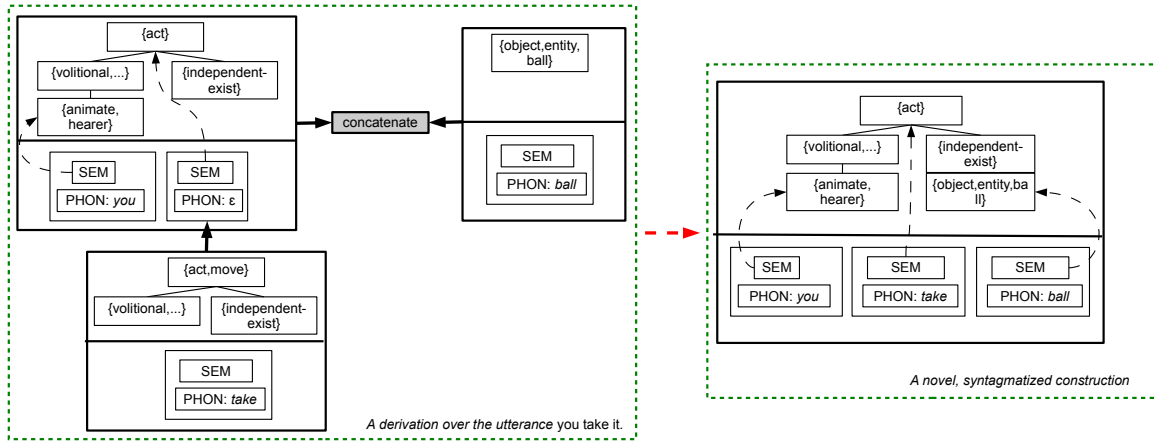 {act}
{volitional,...}
{independent-
exist}
{animate,
hearer}
SEM
PHON: you
SEM
PHON: ε
concatenate
{object,entity,
ball}
SEM
PHON: ball
{act,move}
{volitional,...}
{independent-
exist}
SEM
PHON: take
A derivation over the utterance you take it.
{act}
{volitional,...}
{independent-
exist}
{animate,
hearer}
{object,entity,ba
ll}
SEM
PHON: you
SEM
PHON: take
SEM
PHON: ball
A novel, syntagmatized construction